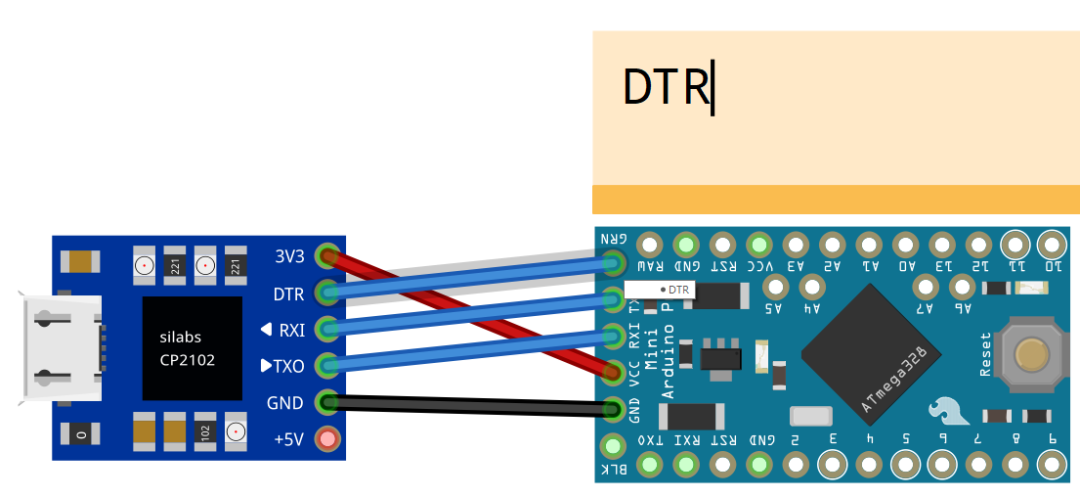 DTR
3V3
DTR
RXI
TXO
GND
+5V
silabs
CP2102
221
221
0
102
DTR
GRN
TX
RXI
VCC
GND
BLK
RAW
GND
RST
VCC
A3
A2
A1
A0
13
12
11
10
A5
A4
A7
A6
Mini
Arduino P
ATmega328
Reset
TXO
RXI
RST
GND
2
3
4
5
6
7
8
9